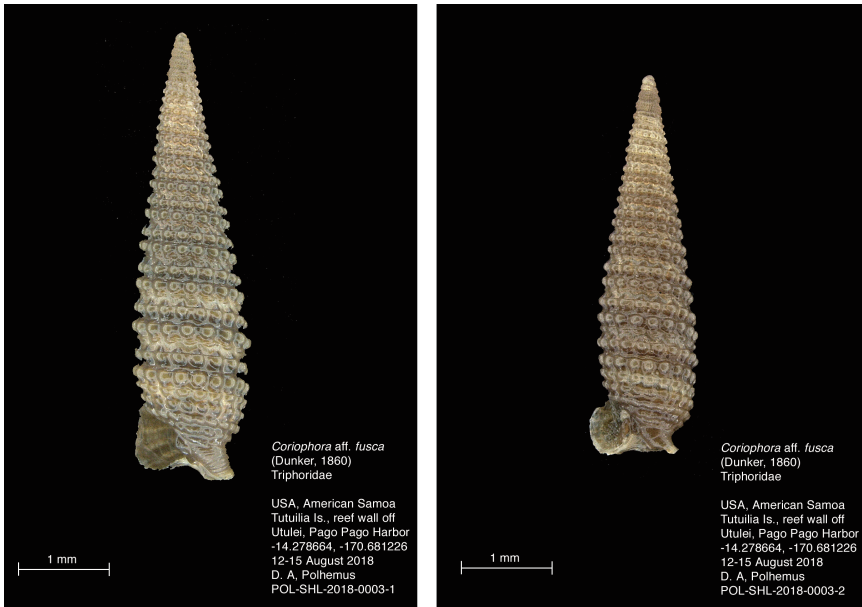 Coriophora aff. fusca
(Dunker, 1860)
Triphoridae
USA, American Samoa
Tutuilia Is., reef wall off
Utulei, Pago Pago Harbor
-14.278664, -170.681226
12-15 August 2018
D. A, Polhemus
POL-SHL-2018-0003-1
1 mm
Coriophora aff. fusca
(Dunker, 1860)
Triphoridae
USA, American Samoa
Tutuilia Is., reef wall off
Utulei, Pago Pago Harbor
-14.278664, -170.681226
12-15 August 2018
D. A, Polhemus
POL-SHL-2018-0003-2
1 mm